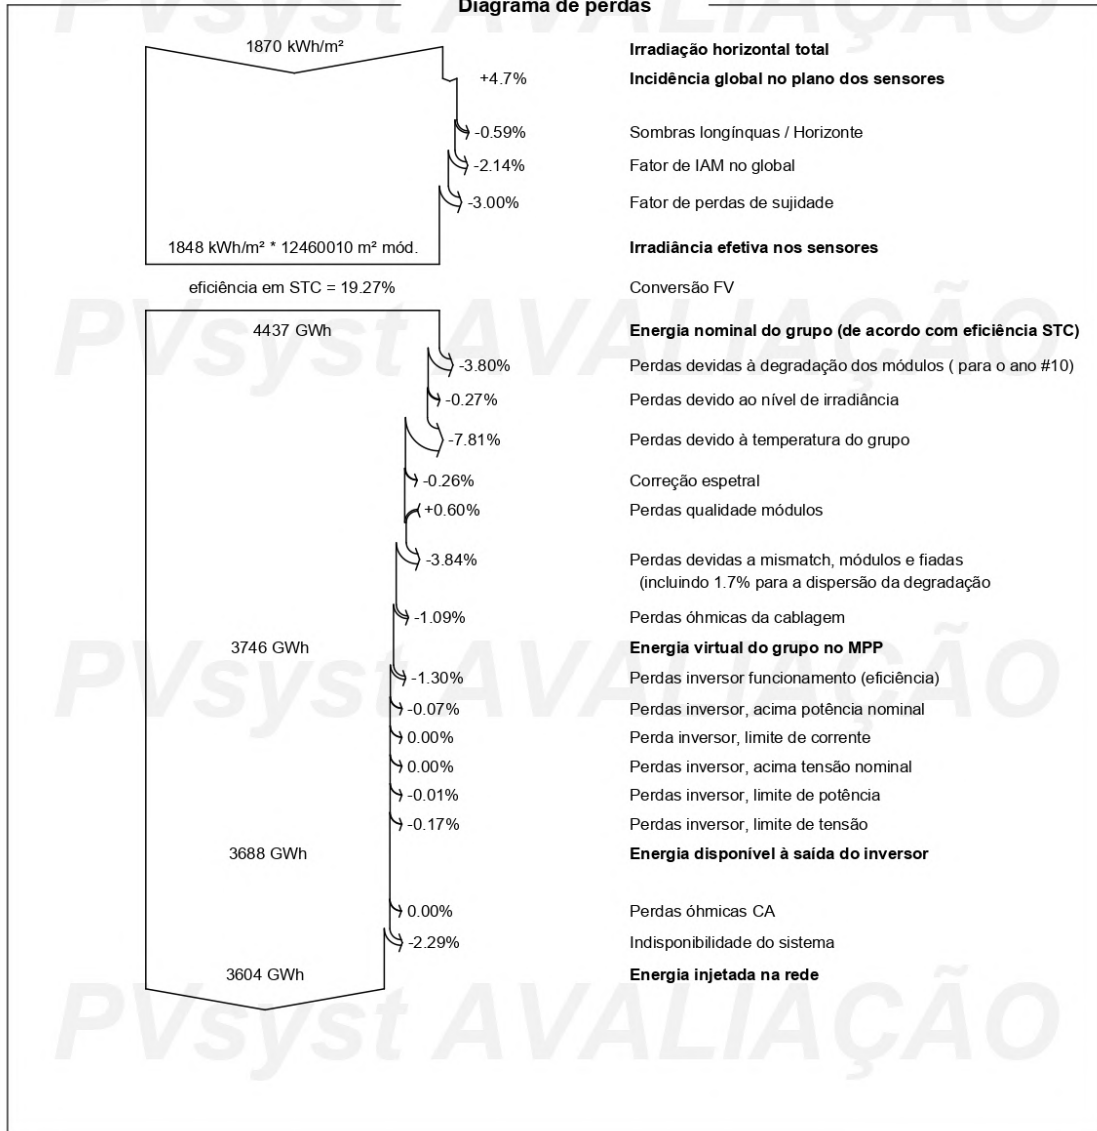 Diagrama de perdas
1870 kWh/m²
Irradiação horizontal total
+4.7%
Incidência global no plano dos sensores
-0.59%
Sombras longínquas / Horizonte
-2.14%
Fator de IAM no global
-3.00%
Fator de perdas de sujidade
1848 kWh/m² * 12460010 m² mód.
Irradiância efetiva nos sensores
eficiência em STC = 19.27%
Conversão FV
4437 GWh
Energia nominal do grupo (de acordo com eficiência STC)
-3.80%
Perdas devidas à degradação dos módulos ( para o ano #10)
-0.27%
Perdas devido ao nível de irradiância
-7.81%
Perdas devido à temperatura do grupo
-0.26%
Correção espetral
+0.60%
Perdas qualidade módulos
-3.84%
Perdas devidas a mismatch, módulos e fiadas
(incluindo 1.7% para a dispersão da degradação
-1.09%
Perdas óhmicas da cablagem
3746 GWh
Energia virtual do grupo no MPP
-1.30%
Perdas inversor funcionamento (eficiência)
-0.07%
Perdas inversor, acima potência nominal
0.00%
Perda inversor, limite de corrente
0.00%
Perdas inversor, acima tensão nominal
-0.01%
Perdas inversor, limite de potência
-0.17%
Perdas inversor, limite de tensão
3688 GWh
Energia disponível à saída do inversor
0.00%
Perdas óhmicas CA
-2.29%
Indisponibilidade do sistema
3604 GWh
Energia injetada na rede
PVsyst AVALIAÇÃO
PVsyst AVALIAÇÃO
PVsyst AVALIAÇÃO
PVsyst AVALIAÇÃO